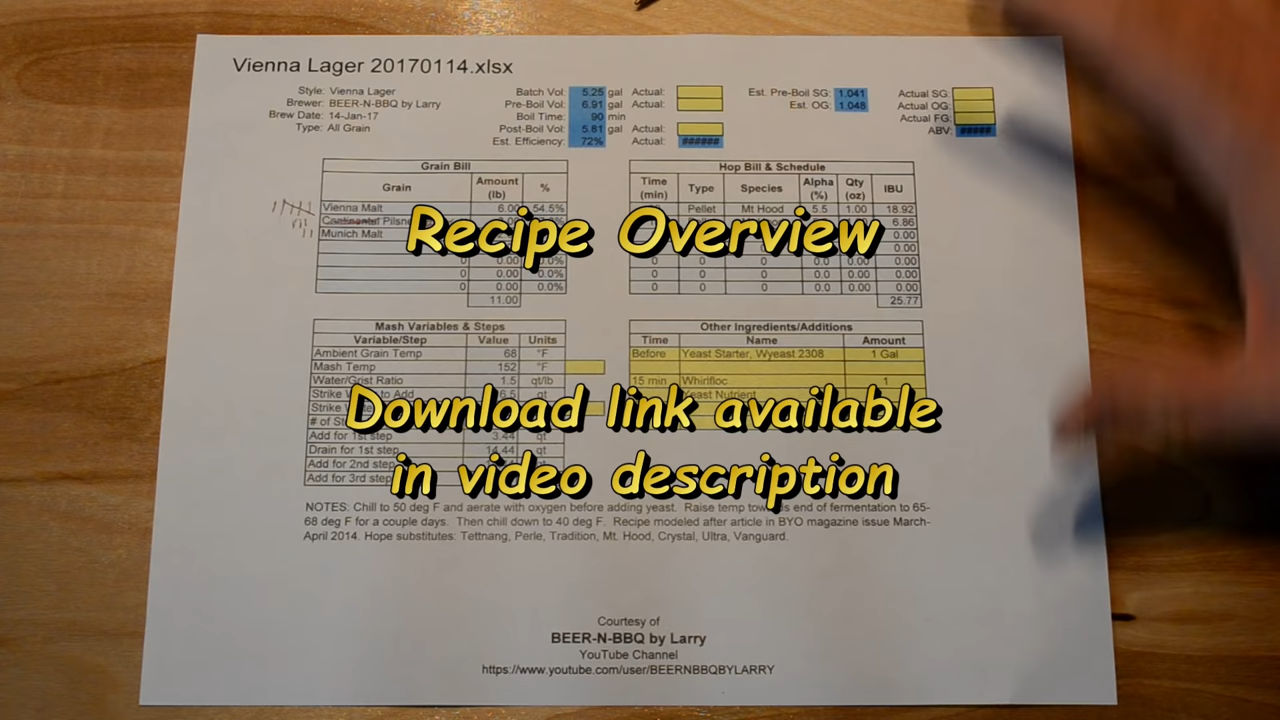 Vienna Lager 20170114.xlsx
Style: Vienna Lager
Brewer: BEER-N-BBQ by Larry
Brew Date: 14-Jan-17
Type: All Grain
Batch Vol: 5.25 gal Actual:
Pre-Boil Vol: 6.91 gal Actual:
Boil Time: 90 min
Post-Boil Vol: 5.81 gal Actual:
Est. Efficiency: 72% Actual: ######
Est. Pre-Boil SG: 1.041
Est. OG: 1.048
Actual SG:
Actual OG:
Actual FG:
ABV: #####
Grain Bill
Grain Amount (lb) %
Vienna Malt 6.00 54.5%
Continental Pilsner
Munich Malt
0 0.00 0.0%
0 0.00 0.0%
0 0.00 0.0%
11.00
Hop Bill & Schedule
Time (min) Type Species Alpha (%) Qty (oz) IBU
Pellet Mt Hood 5.5 1.00 18.92
6.86
0.00
0.00
0 0 0 0.0 0.00 0.00
0 0 0 0.0 0.00 0.00
0 0 0 0.0 0.00 0.00
25.77
Recipe Overview
Mash Variables & Steps
Variable/Step Value Units
Ambient Grain Temp 68 °F
Mash Temp 152 °F
Water/Grist Ratio 1.5 qt/lb
Strike to Add 16.5 qt
Strike
# of
Add for 1st step 3.44 qt
Drain for 1st step 14.44 qt
Add for 2nd step
Add for 3rd step
Other Ingredients/Additions
Time Name Amount
Before Yeast Starter, Wyeast 2308 1 Gal
15 min Whirlfloc 1
Yeast Nutrient
Download link available
in video description
NOTES: Chill to 50 deg F and aerate with oxygen before adding yeast. Raise temp end of fermentation to 65-
68 deg F for a couple days. Then chill down to 40 deg F. Recipe modeled after article in BYO magazine issue March-
April 2014. Hope substitutes: Tettnang, Perle, Tradition, Mt. Hood, Crystal, Ultra, Vanguard.
Courtesy of
BEER-N-BBQ by Larry
YouTube Channel
https://www.youtube.com/user/BEERNBBQBYLARRY